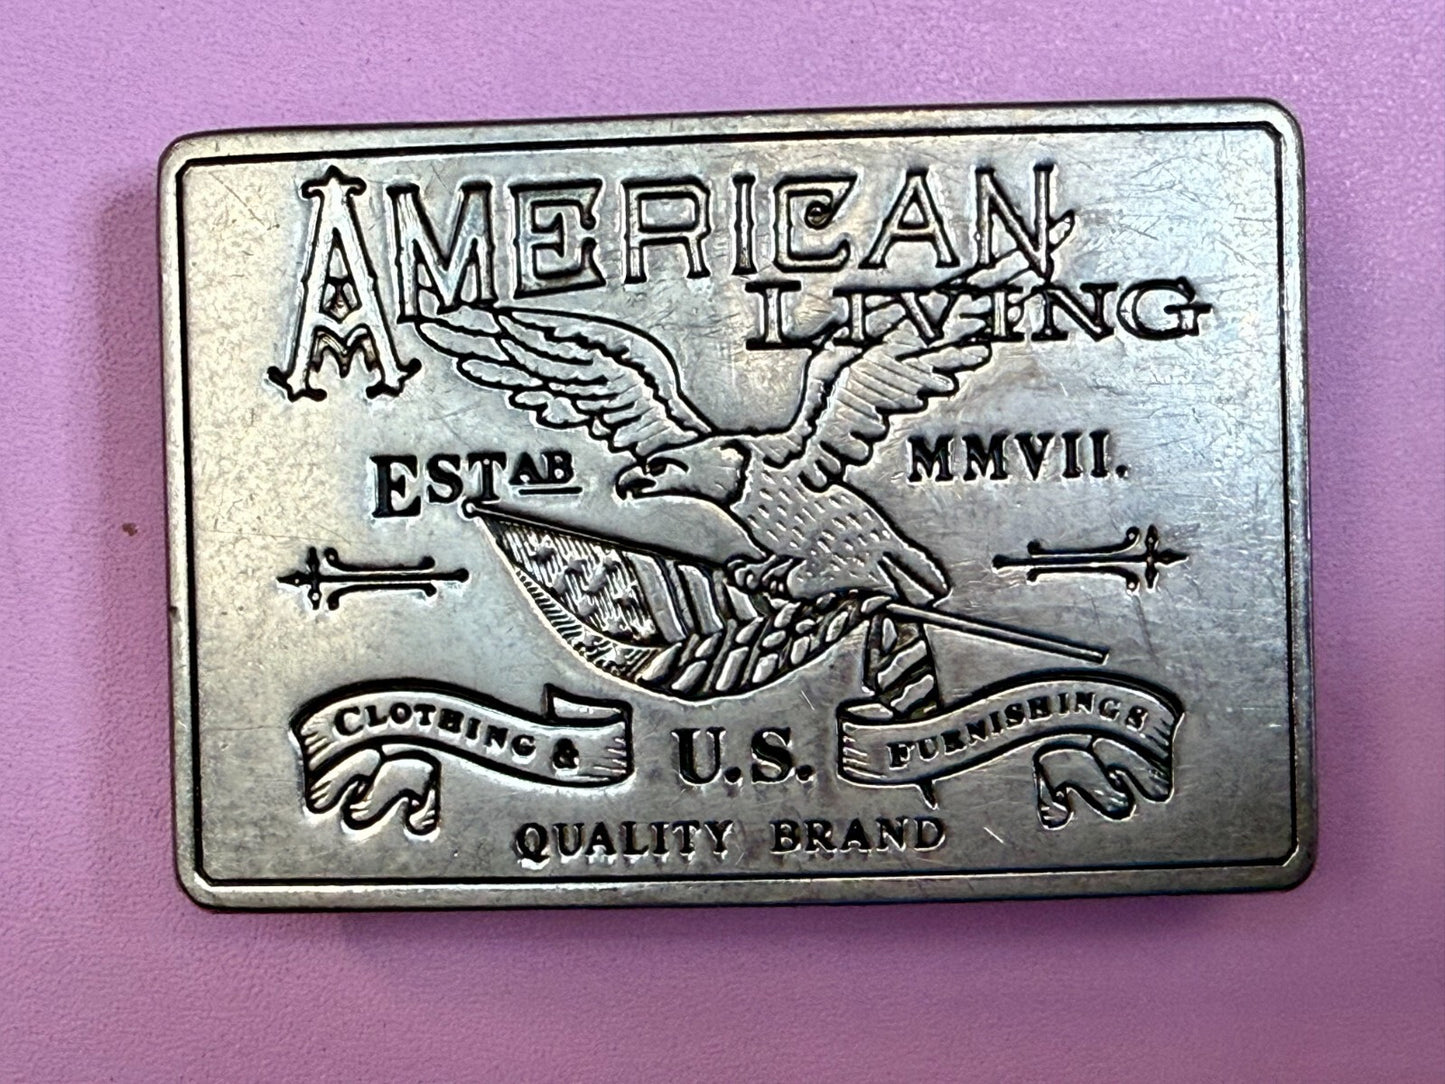 AMERICAN
LIVING
ESTAB MMVII.
CLOTHING & U.S. FURNISHINGS
QUALITY BRAND